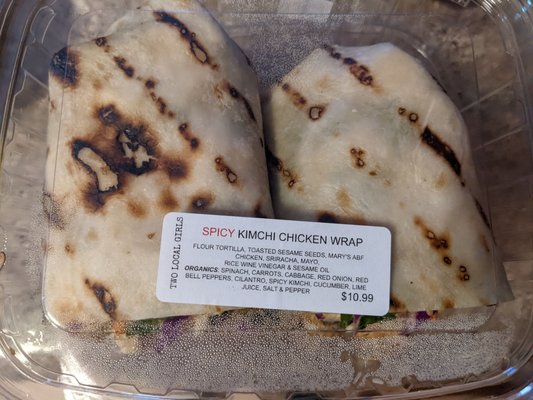 TWO LOCAL GIRLS
SPICY KIMCHI CHICKEN WRAP
FLOUR TORTILLA, TOASTED SESAME SEEDS, MARY'S ABF
CHICKEN, SRIRACHA, MAYO,
RICE WINE VINEGAR & SESAME OIL
ORGANICS: SPINACH, CARROTS, CABBAGE, RED ONION, RED
BELL PEPPERS, CILANTRO, SPICY KIMCHI, CUCUMBER, LIME
JUICE, SALT & PEPPER
$10.99